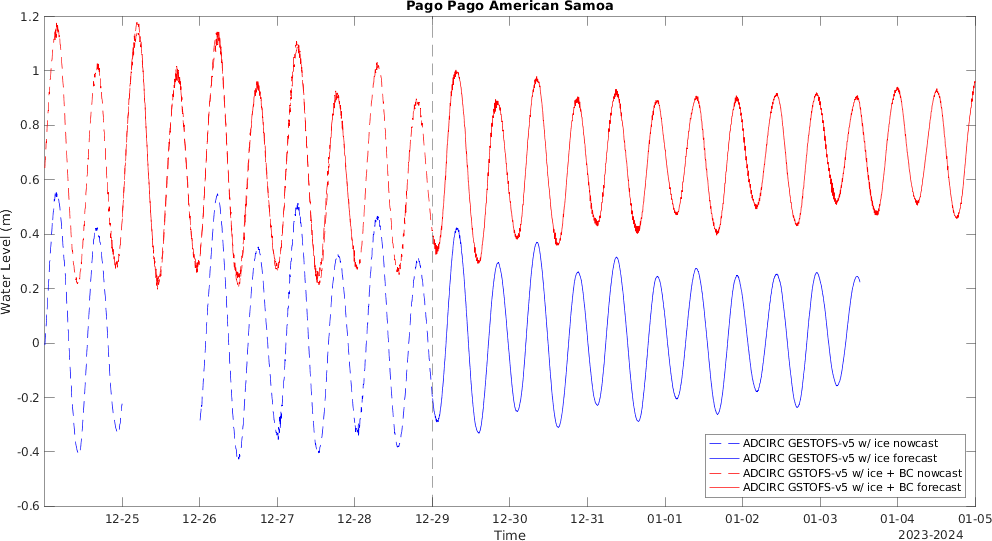 Pago Pago American Samoa
1.2
1
0.8
0.6
0.4
0.2
0
-0.2
-0.4
-0.6
Water Level (m)
ADCIRC GESTOFS-v5 w/ ice nowcast
ADCIRC GESTOFS-v5 w/ ice forecast
ADCIRC GSTOFS-v5 w/ ice + BC nowcast
ADCIRC GSTOFS-v5 w/ ice + BC forecast
12-25 12-26 12-27 12-28 12-29 12-30 12-31 01-01 01-02 01-03 01-04 01-05
Time
2023-2024